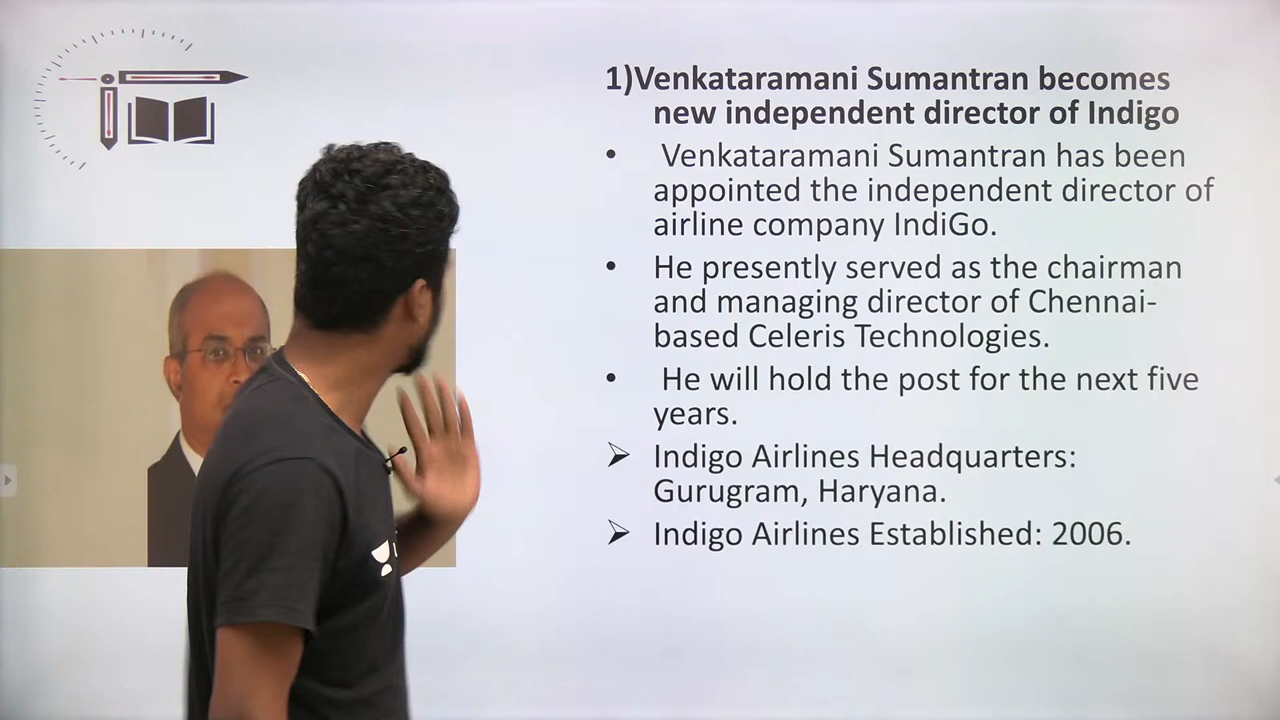 1)Venkataramani Sumantran becomes
new independent director of Indigo
• Venkataramani Sumantran has been
appointed the independent director of
airline company IndiGo.
• He presently served as the chairman
and managing director of Chennai-
based Celeris Technologies.
• He will hold the post for the next five
years.
➢ Indigo Airlines Headquarters:
Gurugram, Haryana.
➢ Indigo Airlines Established: 2006.